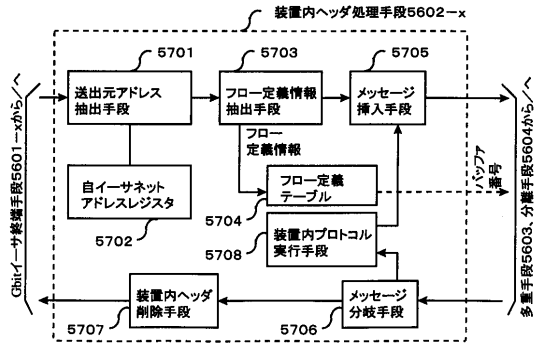 装置内ヘッダ処理手段5602-x
5701
5703
5705
送出元アドレス
抽出手段
フロー定義情報
抽出手段
メッセージ
挿入手段
フロー
定義情報
自イーサネット
アドレスレジスタ
5702
フロー定義
テーブル
5704
バッファ
番号
装置内プロトコル
実行手段
5708
装置内ヘッダ
削除手段
5707
メッセージ
分岐手段
5706
Gbitイーサ終端手段5601-xから/へ
多重手段5603、分離手段5604から/へ